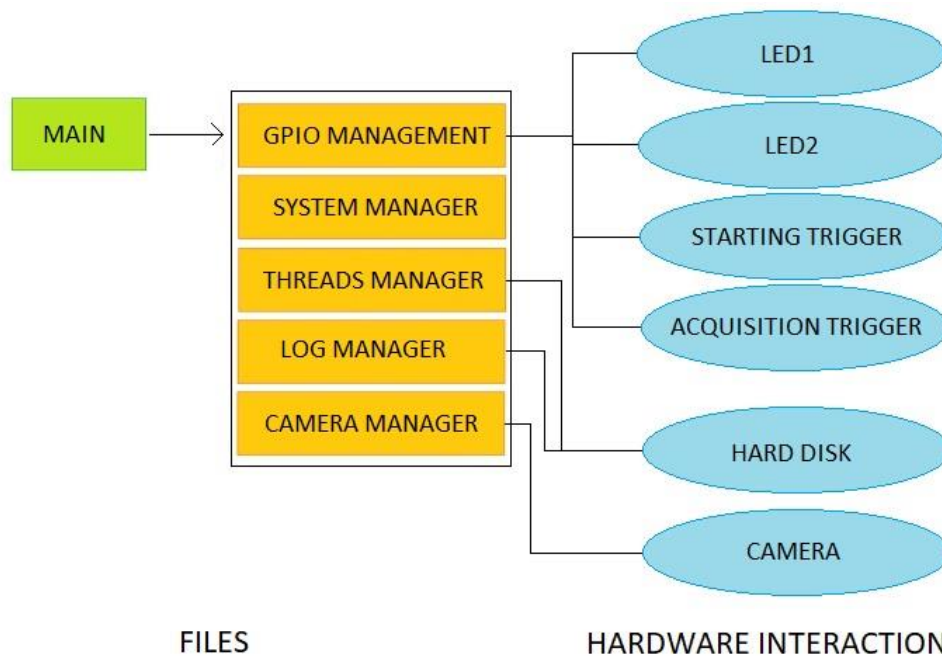 MAIN
GPIO MANAGEMENT
SYSTEM MANAGER
THREADS MANAGER
LOG MANAGER
CAMERA MANAGER
LED1
LED2
STARTING TRIGGER
ACQUISITION TRIGGER
HARD DISK
CAMERA
FILES
HARDWARE INTERACTION